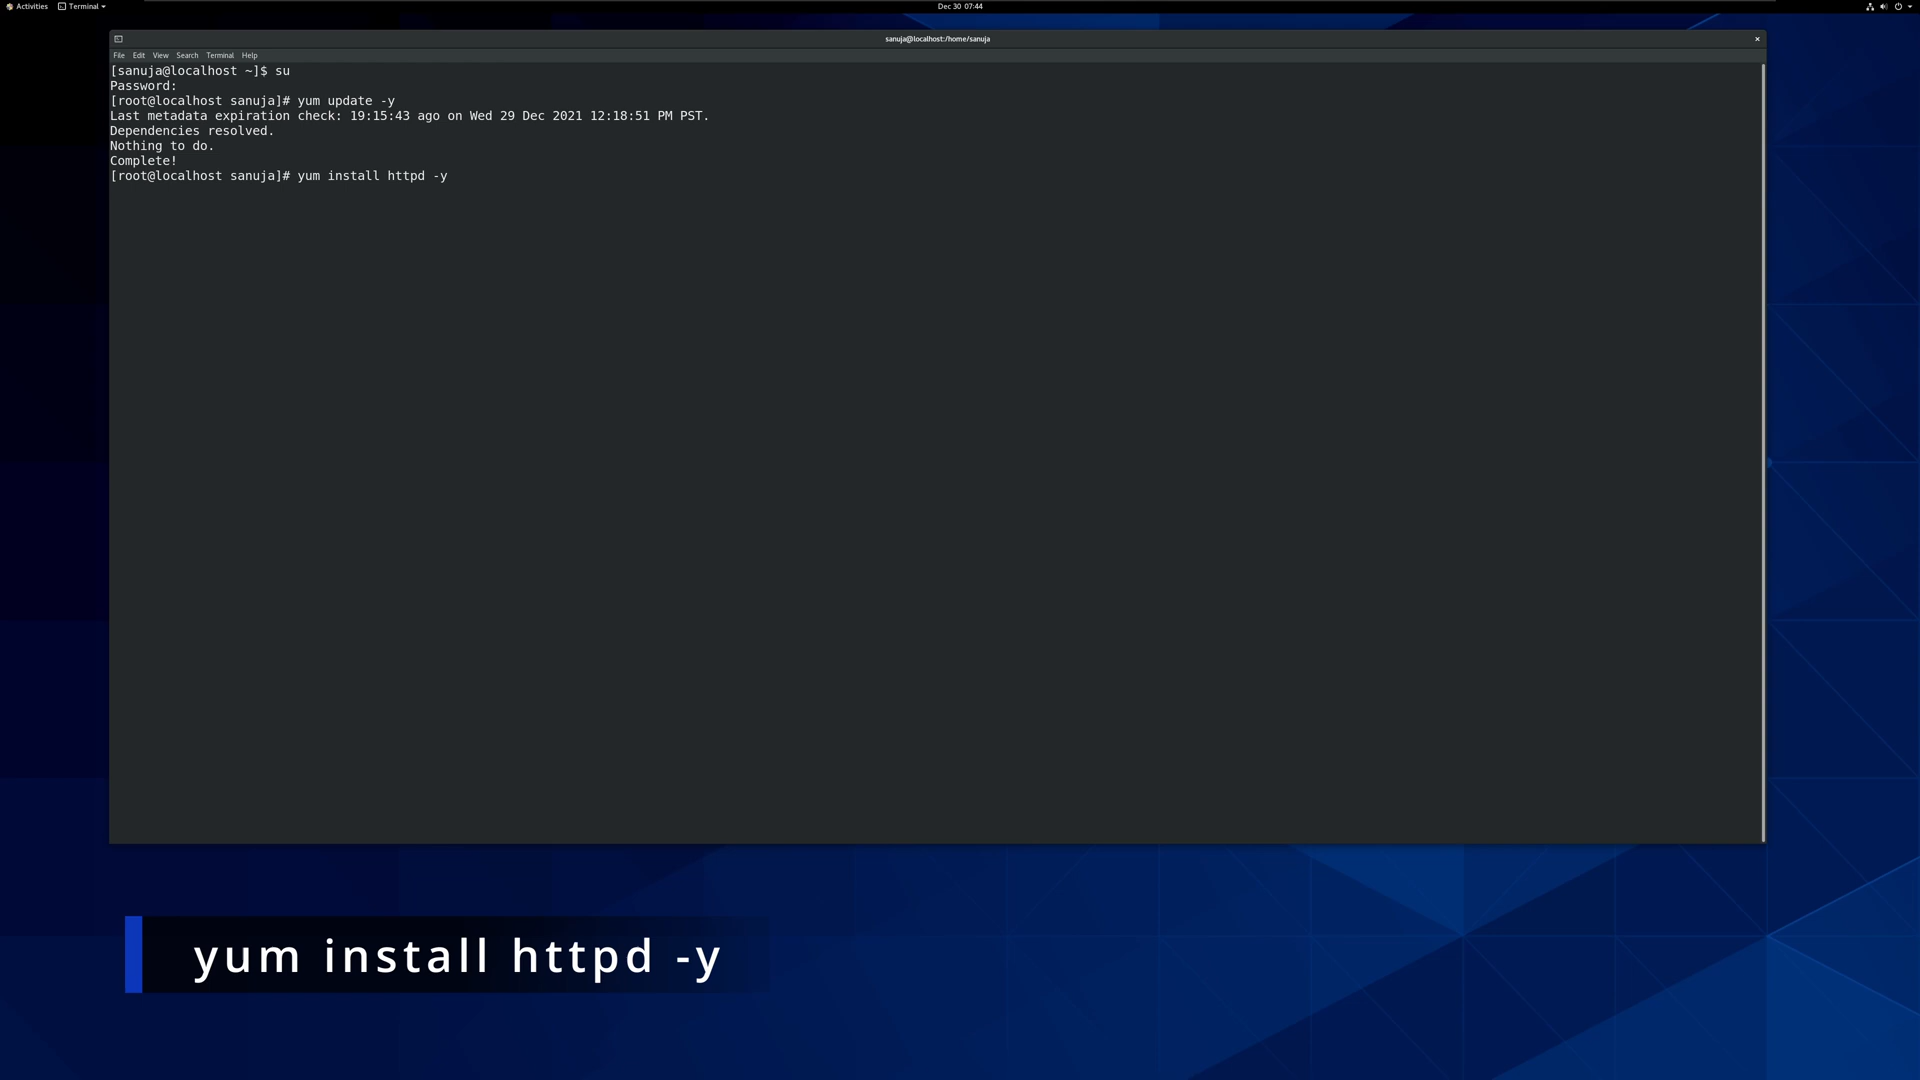 Activities Terminal Dec 30 07:44
sanuja@localhost:/home/sanuja
File Edit View Search Terminal Help
[sanuja@localhost ~]$ su
Password:
[root@localhost sanuja]# yum update -y
Last metadata expiration check: 19:15:43 ago on Wed 29 Dec 2021 12:18:51 PM PST.
Dependencies resolved.
Nothing to do.
Complete!
[root@localhost sanuja]# yum install httpd -y
yum install httpd -y